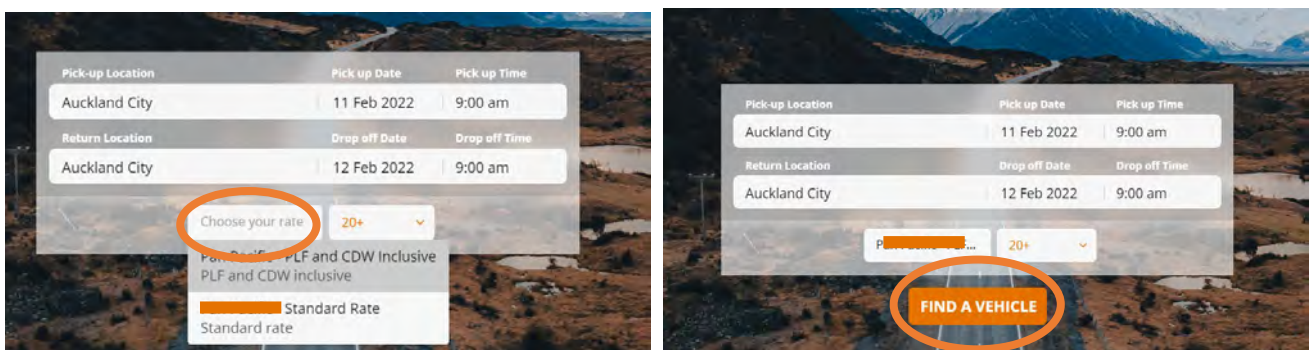 Pick-up Location Pick up Date Pick up Time
Auckland City 11 Feb 2022 9:00 am
Return Location Drop off Date Drop off Time
Auckland City 12 Feb 2022 9:00 am
Choose your rate 20+
PLF and CDW Inclusive
PLF and CDW inclusive
Standard Rate
Standard rate
Pick-up Location Pick up Date Pick up Time
Auckland City 11 Feb 2022 9:00 am
Return Location Drop off Date Drop off Time
Auckland City 12 Feb 2022 9:00 am
20+
FIND A VEHICLE